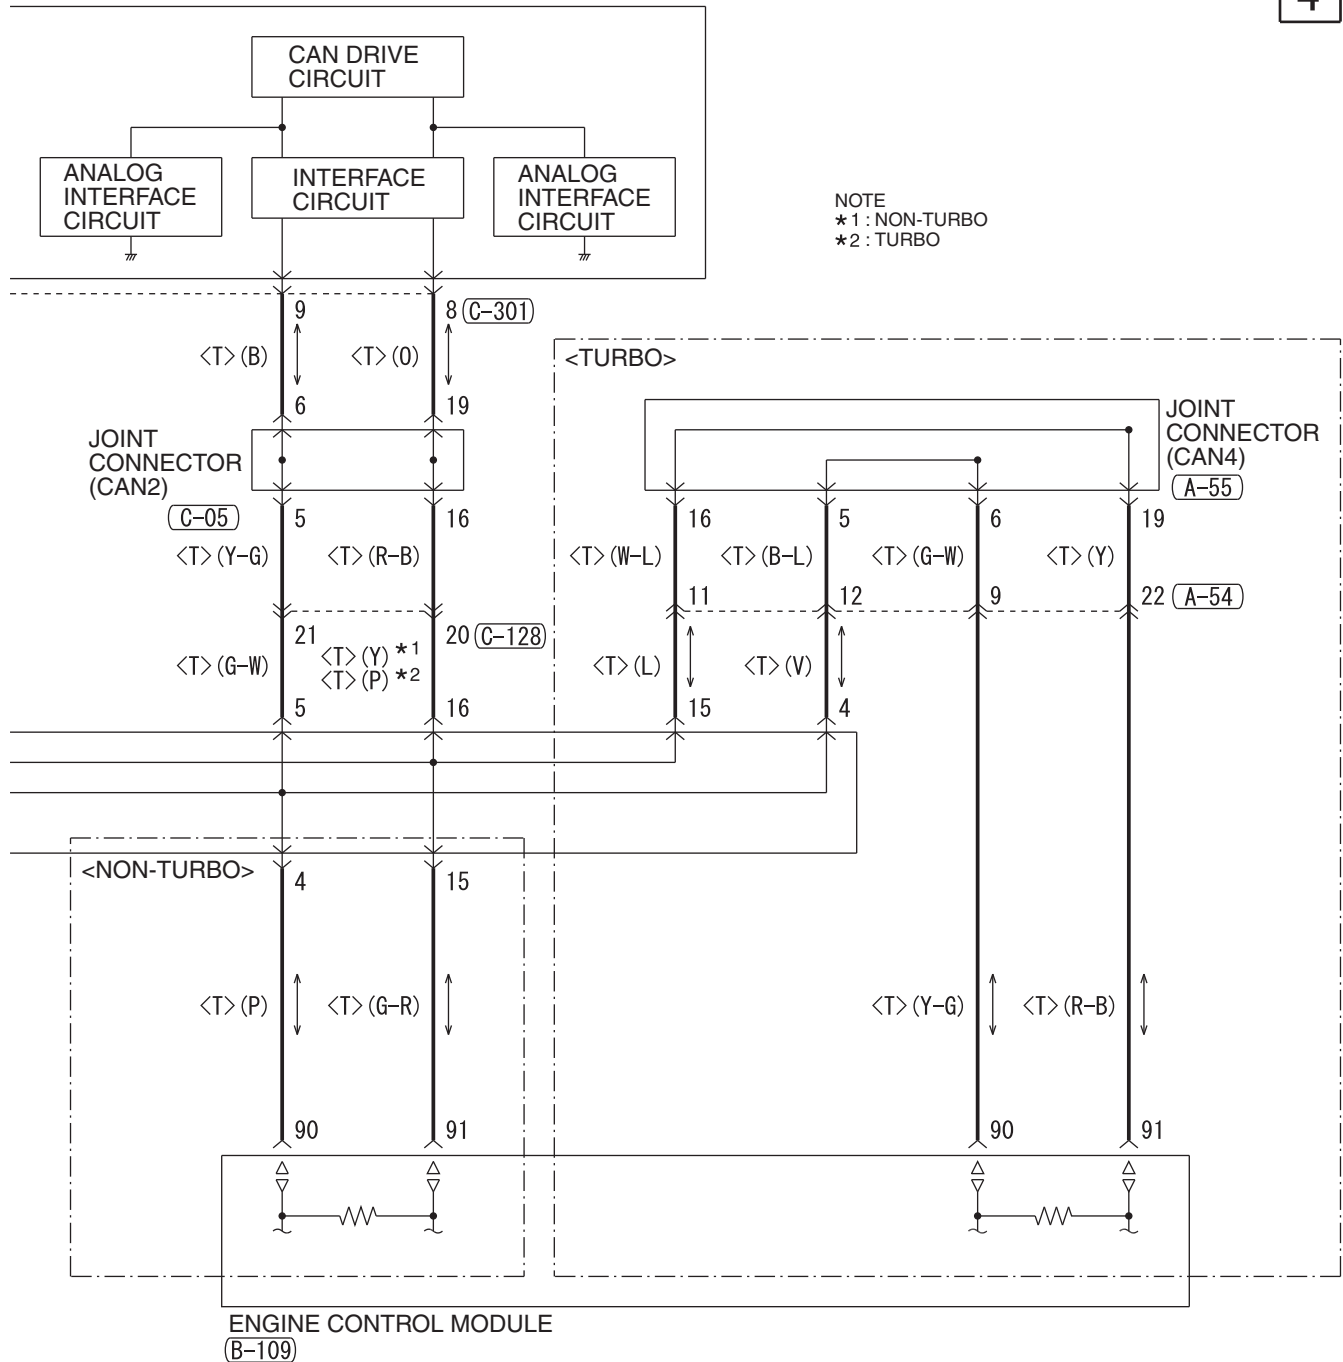 4
CAN DRIVE
CIRCUIT
ANALOG
INTERFACE
CIRCUIT
INTERFACE
CIRCUIT
ANALOG
INTERFACE
CIRCUIT
NOTE
*1 : NON-TURBO
*2 : TURBO
9
8 C-301
<T>(B)
<T>(O)
6
19
JOINT
CONNECTOR
(CAN2)
C-05
5
16
<T>(Y-G)
<T>(R-B)
21
20 C-128
<T>(G-W)
<T>(Y) *1
<T>(P) *2
5
16
<TURBO>
JOINT
CONNECTOR
(CAN4)
A-55
16
5
6
19
<T>(W-L)
<T>(B-L)
<T>(G-W)
<T>(Y)
11
12
9
22 A-54
<T>(L)
<T>(V)
15
4
<NON-TURBO>
4
15
<T>(P)
<T>(G-R)
<T>(Y-G)
<T>(R-B)
90
91
90
91
ENGINE CONTROL MODULE
B-109